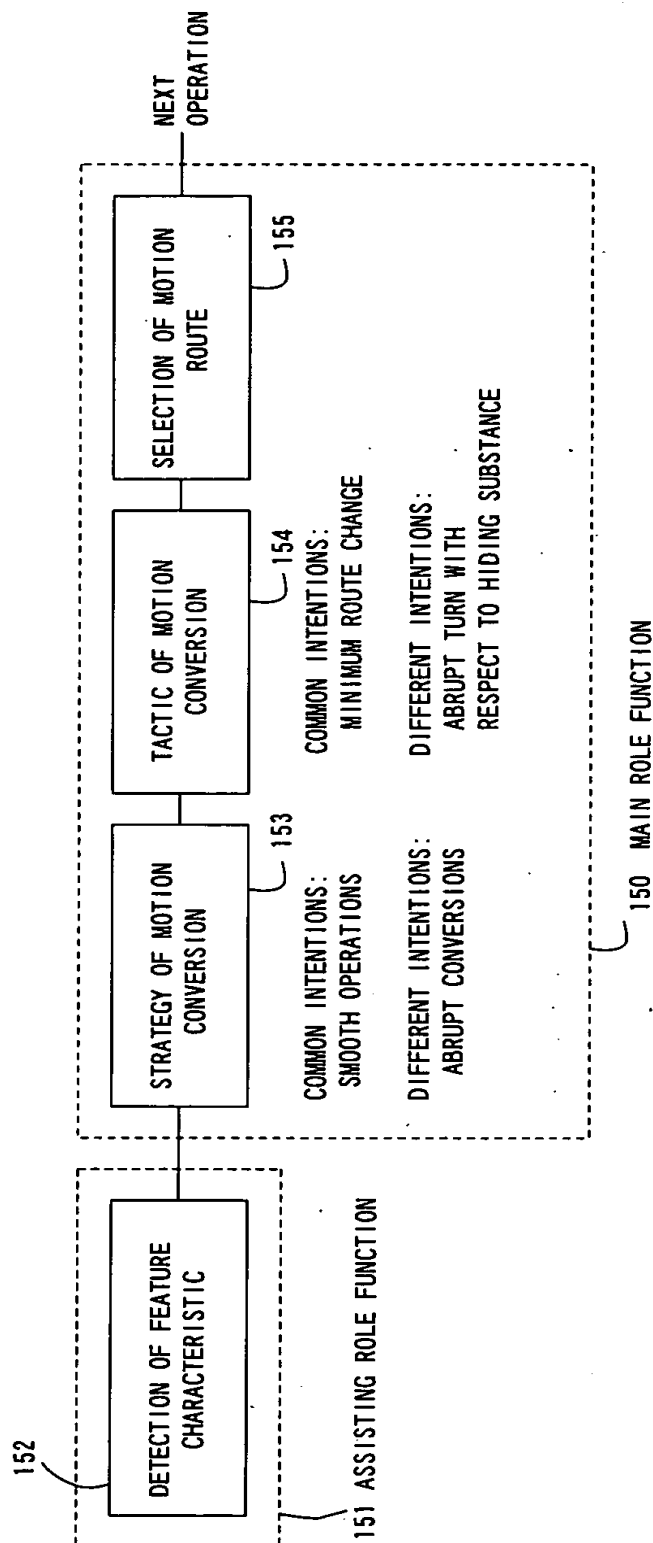 152
DETECTION OF FEATURE
CHARACTERISTIC
151 ASSISTING ROLE FUNCTION
STRATEGY OF MOTION
CONVERSION
153
COMMON INTENTIONS:
SMOOTH OPERATIONS
DIFFERENT INTENTIONS:
ABRUPT CONVERSIONS
TACTIC OF MOTION
CONVERSION
154
COMMON INTENTIONS:
MINIMUM ROUTE CHANGE
DIFFERENT INTENTIONS:
ABRUPT TURN WITH
RESPECT TO HIDING SUBSTANCE
SELECTION OF MOTION
ROUTE
155
NEXT
OPERATION
150 MAIN ROLE FUNCTION